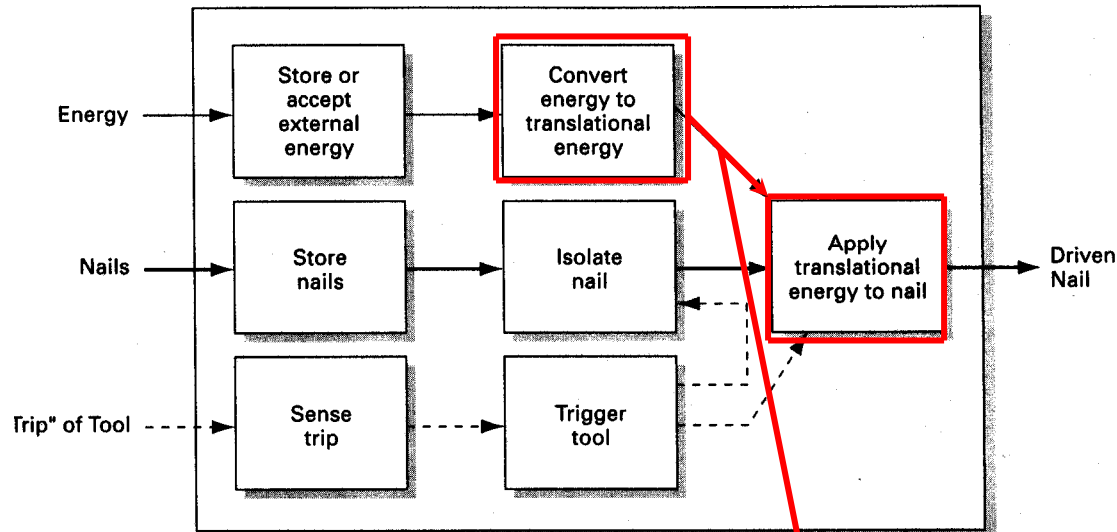 Energy
Store or
accept
external
energy
Convert
energy to
translational
energy
Nails
Store
nails
Isolate
nail
Apply
translational
energy to nail
Driven
Nail
Trip" of Tool
Sense
trip
Trigger
tool